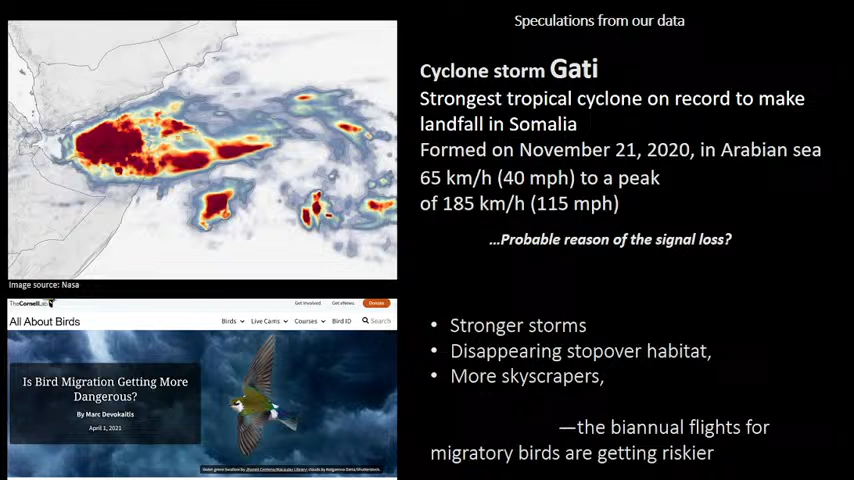 Speculations from our data
Cyclone storm Gati
Strongest tropical cyclone on record to make
landfall in Somalia
Formed on November 21, 2020, in Arabian sea
65 km/h (40 mph) to a peak
of 185 km/h (115 mph)
...Probable reason of the signal loss?
Image source: Nasa
TheCornellLab
Get Involved Get eNews Donate
All About Birds
Birds Live Cams Courses Bird ID Search
Is Bird Migration Getting More
Dangerous?
By Marc Devokaitis
April 1, 2021
• Stronger storms
• Disappearing stopover habitat,
• More skyscrapers,
—the biannual flights for
migratory birds are getting riskier